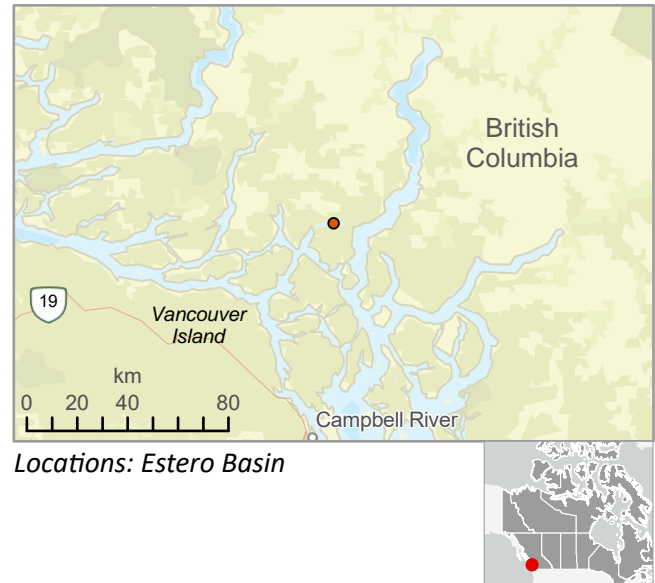 British
Columbia
19
Vancouver
Island
km
0 20 40 80
Campbell River
Locations: Estero Basin